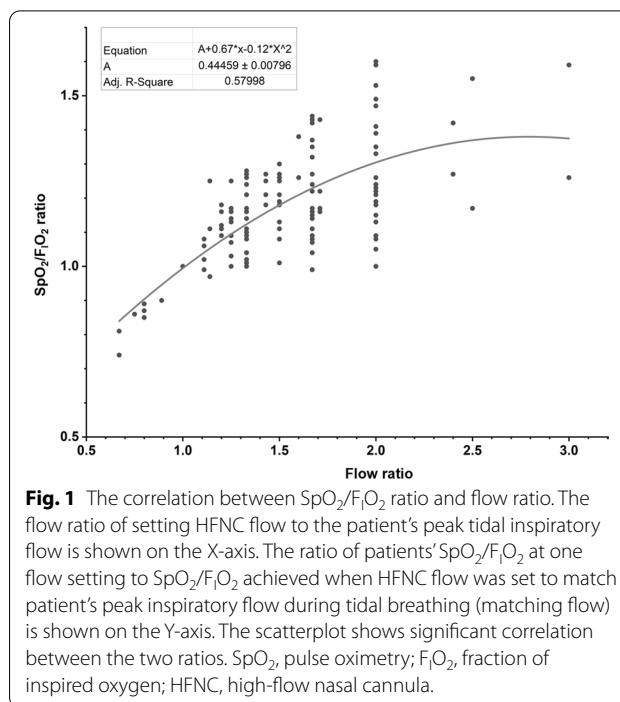 Equation A+0.67*x-0.12*X^2
A 0.44459 ± 0.00796
Adj. R-Square 0.57998
1.5
1.0
0.5
SpO₂/FᵢO₂ ratio
0.5 1.0 1.5 2.0 2.5 3.0
Flow ratio
Fig. 1 The correlation between SpO₂/FᵢO₂ ratio and flow ratio. The
flow ratio of setting HFNC flow to the patient's peak tidal inspiratory
flow is shown on the X-axis. The ratio of patients' SpO₂/FᵢO₂ at one
flow setting to SpO₂/FᵢO₂ achieved when HFNC flow was set to match
patient's peak inspiratory flow during tidal breathing (matching flow)
is shown on the Y-axis. The scatterplot shows significant correlation
between the two ratios. SpO₂, pulse oximetry; FᵢO₂, fraction of
inspired oxygen; HFNC, high-flow nasal cannula.